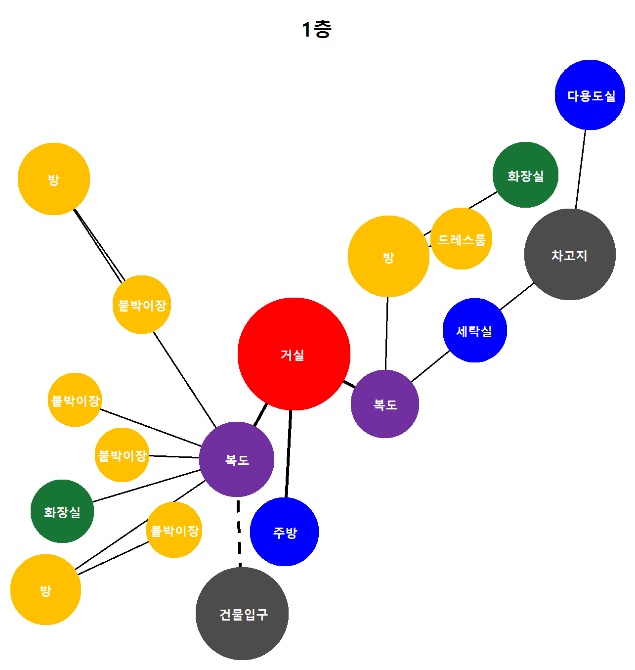 1층
다용도실
화장실
방
드레스룸
방
차고지
붙박이장
세탁실
거실
붙박이장
복도
붙박이장
복도
화장실
붙박이장
주방
방
건물입구